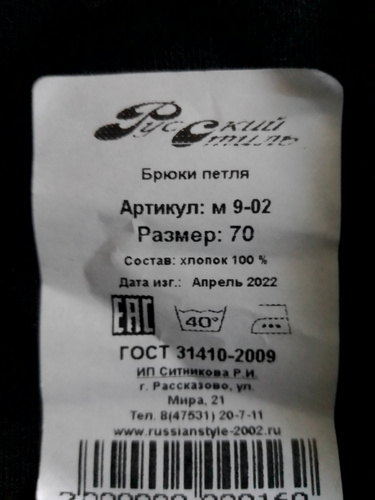 Русский
Стиль
Брюки петля
Артикул: м 9-02
Размер: 70
Состав: хлопок 100 %
Дата изг.: Апрель 2022
EAC 40°
ГОСТ 31410-2009
ИП Ситникова Р.И.
г. Рассказово, ул.
Мира, 21
Тел. 8(47531) 20-7-11
www.russianstyle-2002.ru